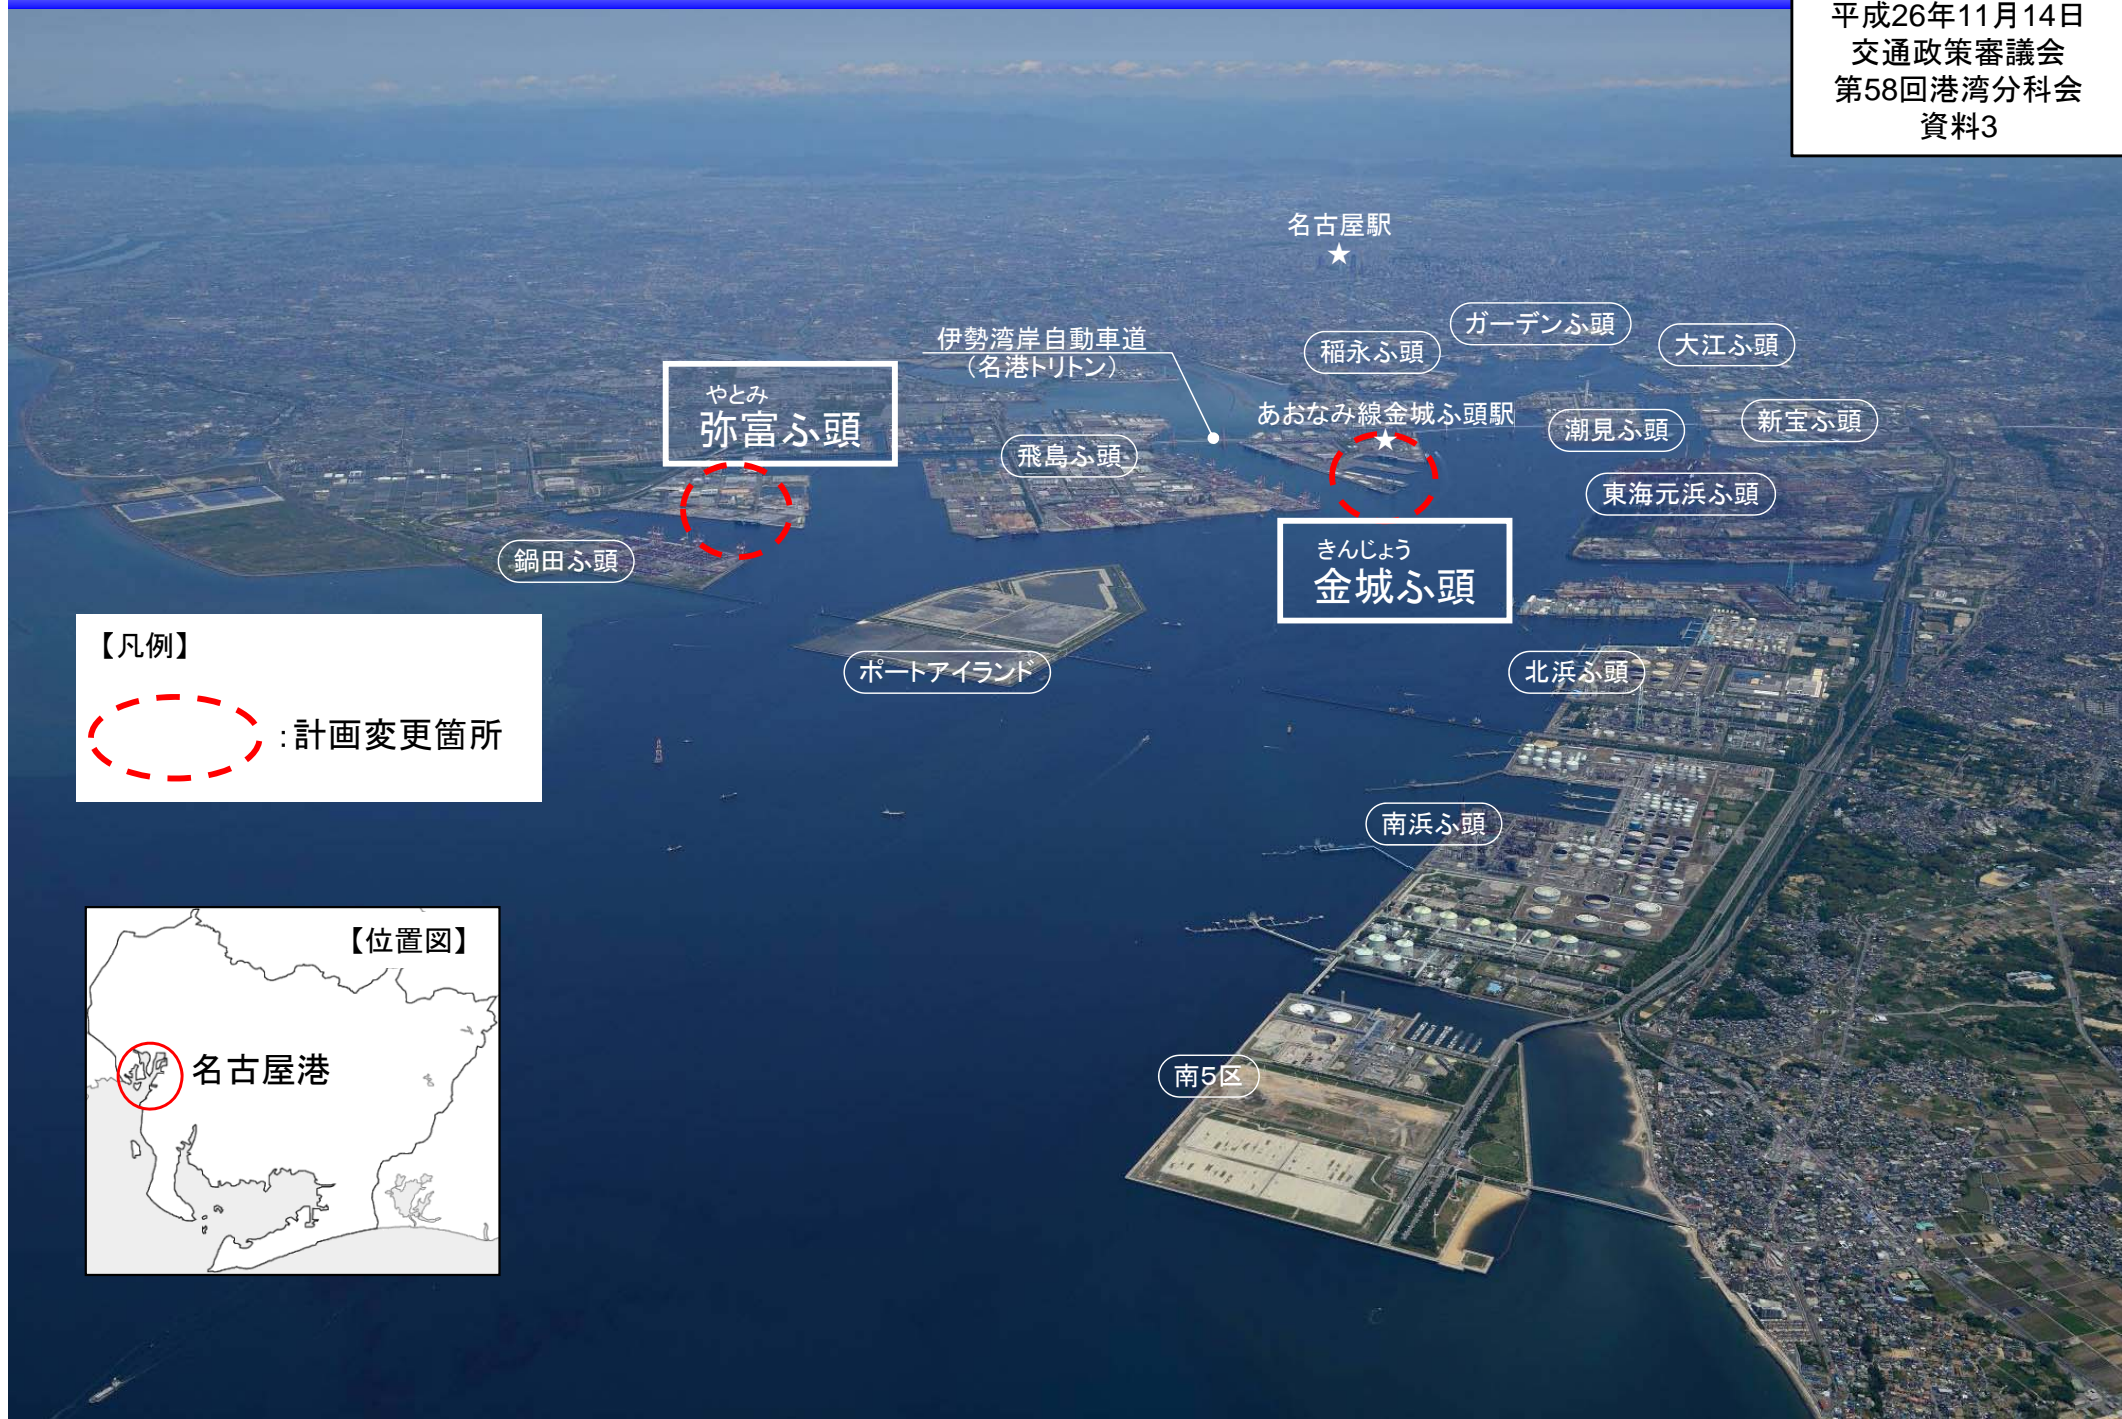 平成26年11月14日
交通政策審議会
第58回港湾分科会
資料3
名古屋駅
ガーデンふ頭
伊勢湾岸自動車道
（名港トリトン）
稲永ふ頭
大江ふ頭
やとみ
弥富ふ頭
あおなみ線金城ふ頭駅
潮見ふ頭
新宝ふ頭
飛島ふ頭
東海元浜ふ頭
鍋田ふ頭
きんじょう
金城ふ頭
ポートアイランド
北浜ふ頭
【凡例】
：計画変更箇所
南浜ふ頭
【位置図】
名古屋港
南5区